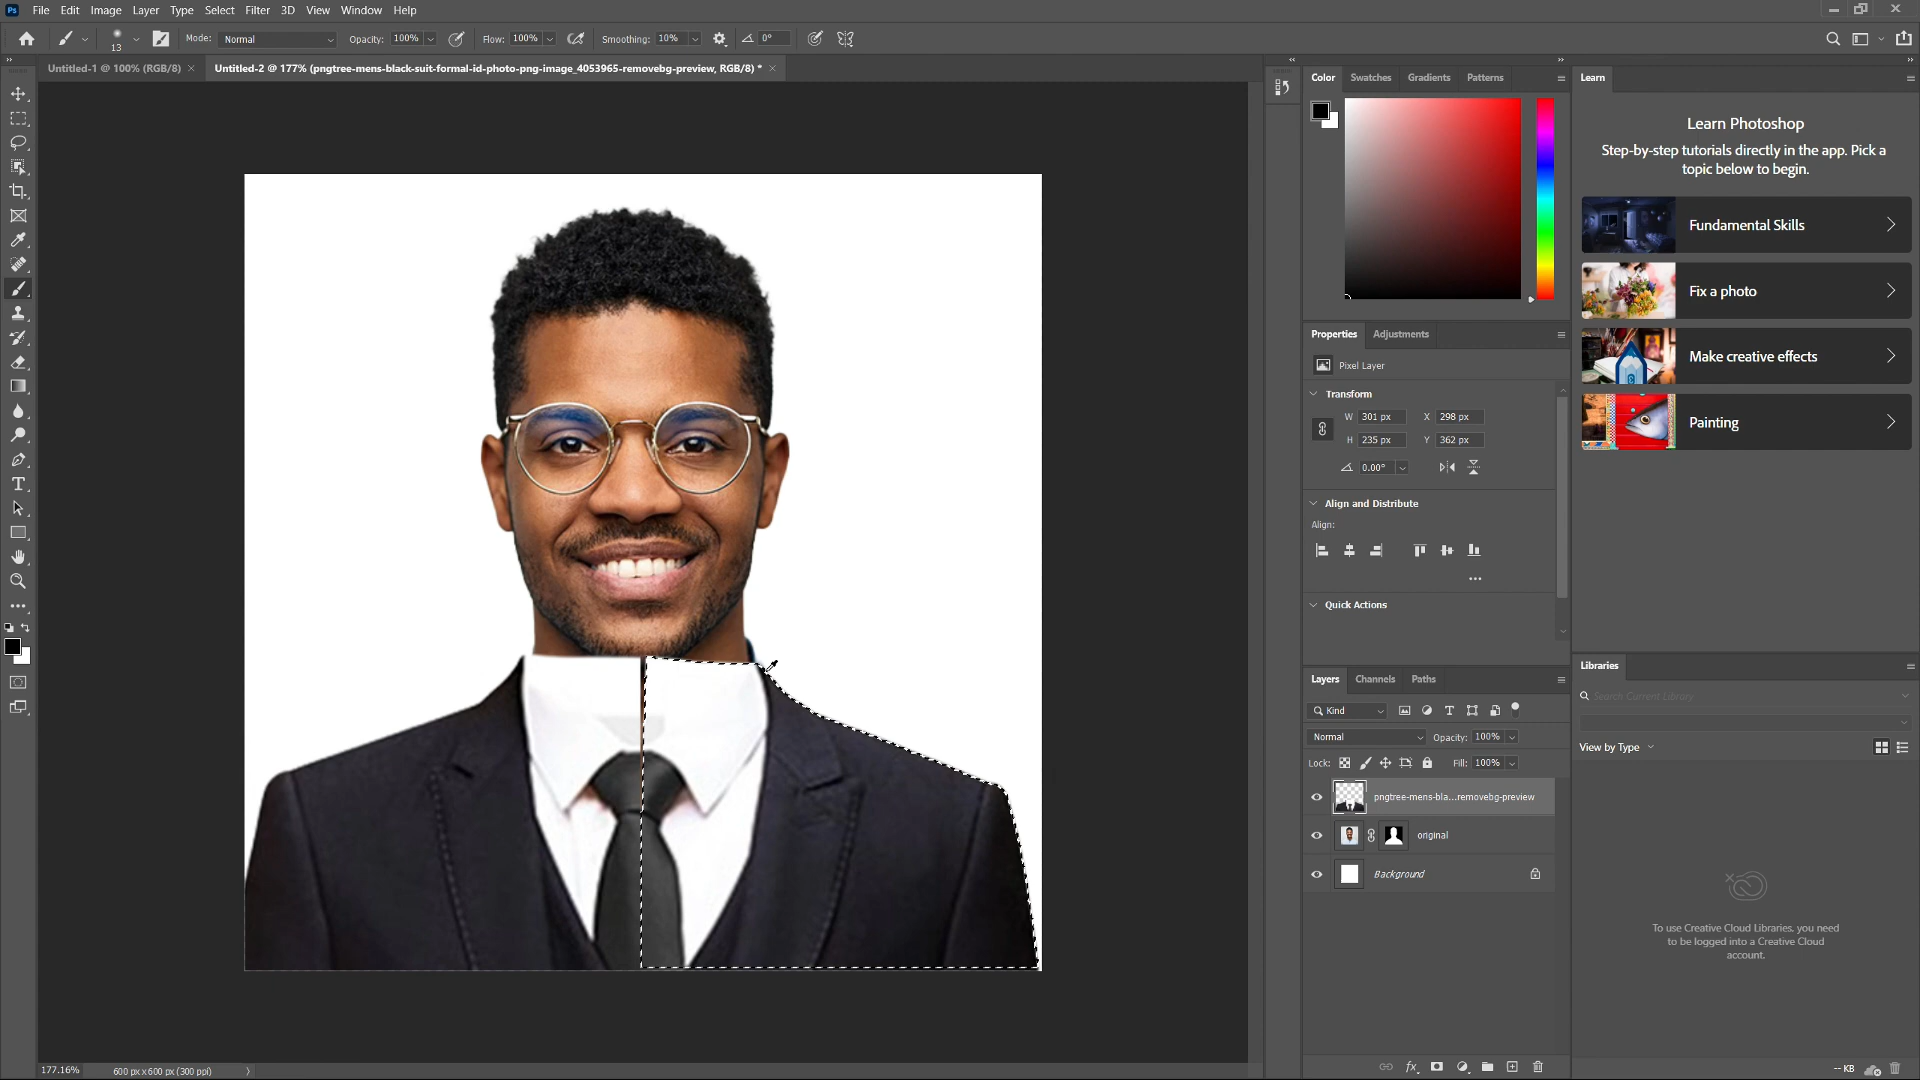 Ps File Edit Image Layer Type Select Filter 3D View Window Help
13 Mode: Normal Opacity: 100% Flow: 100% Smoothing: 10% 0°
Untitled-1 @ 100% (RGB/8) × Untitled-2 @ 177% (pngtree-mens-black-suit-formal-id-photo-png-image_4053965-removebg-preview, RGB/8) * ×
Color Swatches Gradients Patterns
Learn
Learn Photoshop
Step-by-step tutorials directly in the app. Pick a
topic below to begin.
Fundamental Skills
Fix a photo
Make creative effects
Painting
Properties Adjustments
Pixel Layer
Transform
W 301 px X 298 px
H 235 px Y 362 px
0.00°
Align and Distribute
Align:
Quick Actions
Layers Channels Paths
Kind
Normal Opacity: 100%
Lock: Fill: 100%
pngtree-mens-bla...removebg-preview
original
Background
Libraries
Search Current Library
View by Type
To use Creative Cloud Libraries, you need
to be logged into a Creative Cloud
account.
-- KB
177.16% 600 px x 600 px (300 ppi)